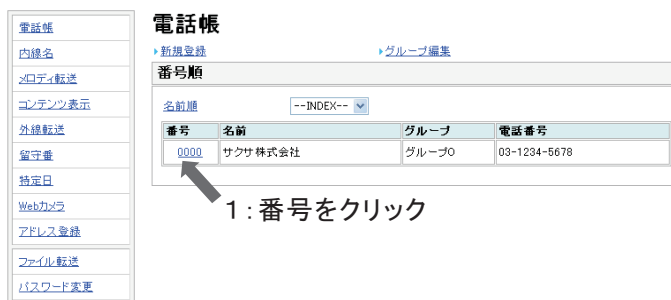 電話帳
内線名
メロディ転送
コンテンツ表示
外線転送
留守番
特定日
Webカメラ
アドレス登録
ファイル転送
パスワード変更
電話帳
新規登録 グループ編集
番号順
名前順 --INDEX--
番号 名前 グループ 電話番号
0000 サクサ株式会社 グループ0 03-1234-5678
1:番号をクリック